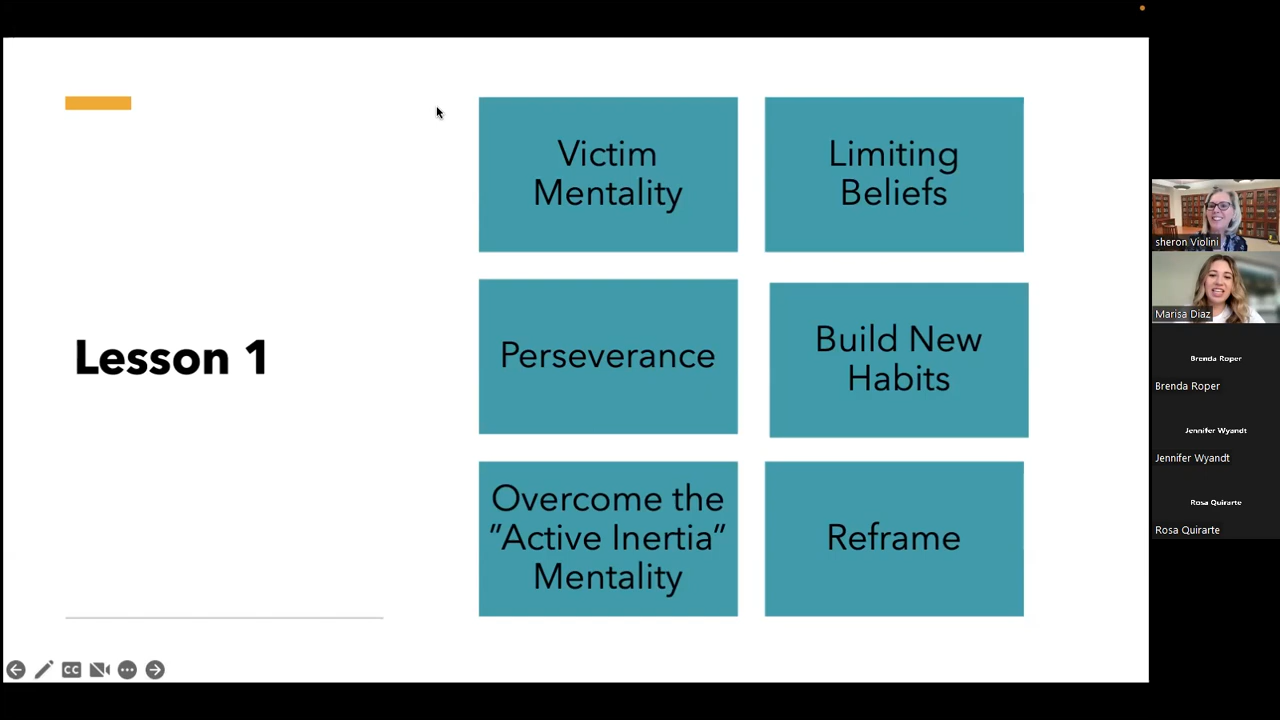 Lesson 1
Victim
Mentality
Limiting
Beliefs
Perseverance
Build New
Habits
Overcome the
”Active Inertia”
Mentality
Reframe
CC
sheron Violini
Marisa Diaz
Brenda Roper
Brenda Roper
Jennifer Wyandt
Jennifer Wyandt
Rosa Quirarte
Rosa Quirarte